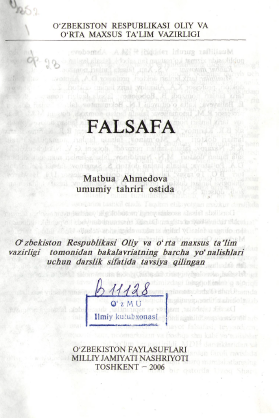 O‘ZBEKISTON RESPUBLIKASI OLIY VA
O‘RTA MAXSUS TA’LIM VAZIRLIGI
FALSAFA
Matbua Ahmedova
umumiy tahriri ostida
O‘zbekiston Respublikasi Oliy va o‘rta maxsus ta’lim
vazirligi tomonidan bakalavriatning barcha yo‘nalishlari
uchun darslik sifatida tavsiya qilingan
B 11128
O‘zMU
Ilmiy kutubxonasi
O‘ZBEKISTON FAYLASUFLARI
MILLIY JAMIYATI NASHRIYOTI
TOSHKENT – 2006